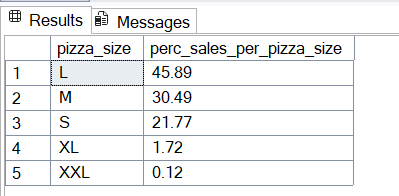 Results Messages
pizza_size perc_sales_per_pizza_size
1 L 45.89
2 M 30.49
3 S 21.77
4 XL 1.72
5 XXL 0.12